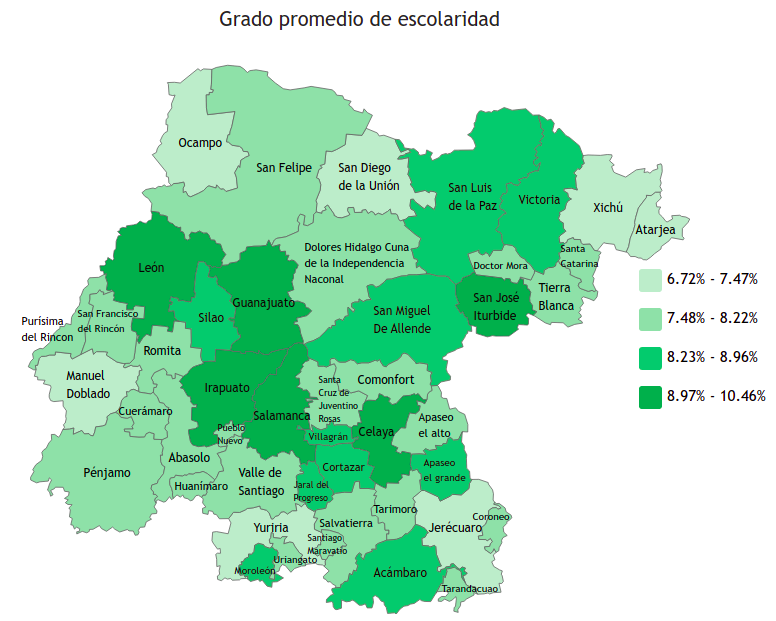 Grado promedio de escolaridad
Ocampo
San Felipe
San Diego
de la Unión
San Luis
de la Paz
Victoria
Xichú
Atarjea
Dolores Hidalgo Cuna
de la Independencia
Naconal
Santa
Catarina
Doctor Mora
León
Guanajuato
Silao
San Miguel
De Allende
San José
Iturbide
Tierra
Blanca
6.72% - 7.47%
7.48% - 8.22%
8.23% - 8.96%
8.97% - 10.46%
Purísima
del Rincon
San Francisco
del Rincón
Romita
Manuel
Doblado
Irapuato
Santa
Cruz de
Juventino
Rosas
Comonfort
Cuerámaro
Salamanca
Pueblo
Nuevo
Villagrán
Celaya
Apaseo
el alto
Pénjamo
Abasolo
Huanímaro
Valle de
Santiago
Cortazar
Apaseo
el grande
Jaral del
Progreso
Tarimoro
Yuriria
Salvatierra
Jerécuaro
Coroneo
Santiago
Maravatío
Uriangato
Moroleón
Acámbaro
Tarandacuao